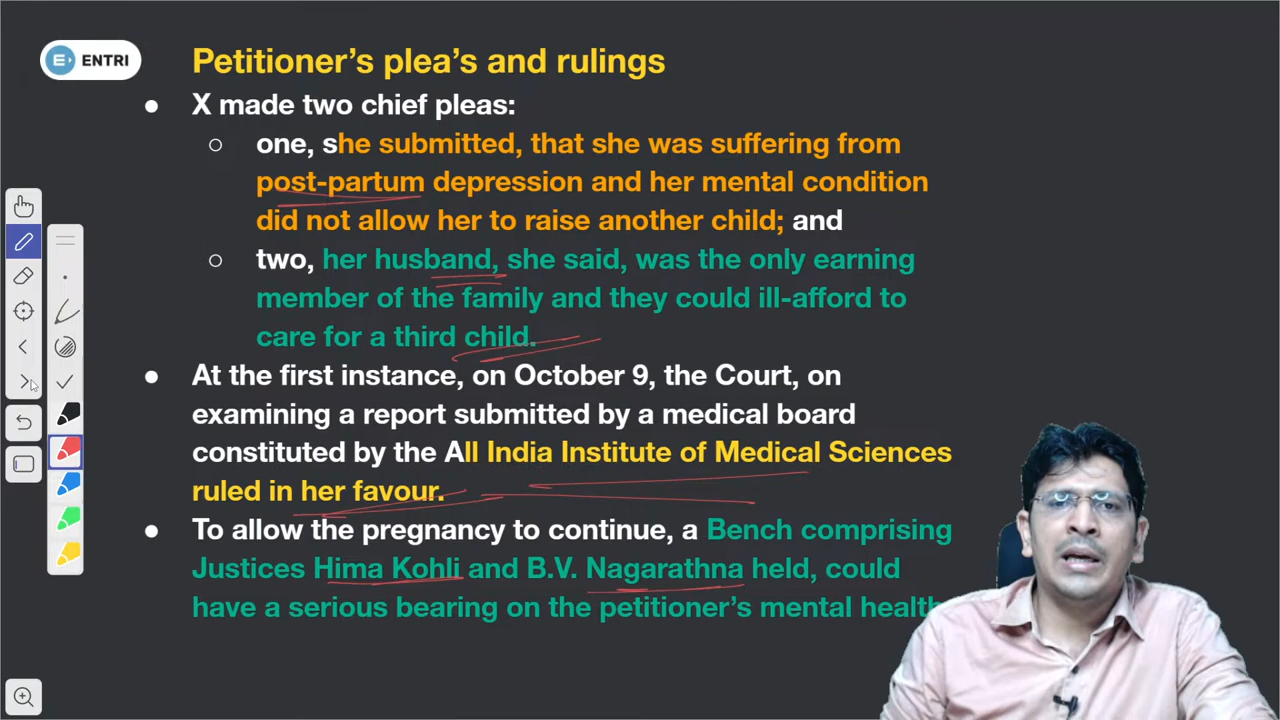 ENTRI
Petitioner's plea's and rulings
● X made two chief pleas:
○ one, she submitted, that she was suffering from
post-partum depression and her mental condition
did not allow her to raise another child; and
○ two, her husband, she said, was the only earning
member of the family and they could ill-afford to
care for a third child.
● At the first instance, on October 9, the Court, on
examining a report submitted by a medical board
constituted by the All India Institute of Medical Sciences
ruled in her favour.
● To allow the pregnancy to continue, a Bench comprising
Justices Hima Kohli and B.V. Nagarathna held, could
have a serious bearing on the petitioner's mental health